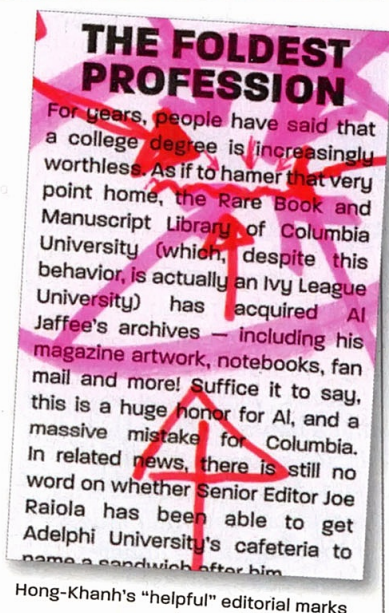 THE FOLDEST
PROFESSION
For years, people have said that
a college degree is increasingly
worthless. As if to hamer that very
point home, the Rare Book and
Manuscript Library of Columbia
University (which, despite this
behavior, is actually an Ivy League
University) has acquired Al
Jaffee's archives — including his
magazine artwork, notebooks, fan
mail and more! Suffice it to say,
this is a huge honor for Al, and a
massive mistake for Columbia.
In related news, there is still no
word on whether Senior Editor Joe
Raiola has been able to get
Adelphi University's cafeteria to
name a sandwich after him
Hong-Khanh's "helpful" editorial marks